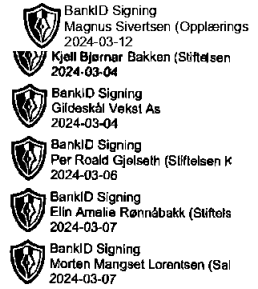 BankID Signing
Magnus Sivertsen (Opplærings
2024-03-12
Kjell Bjørnar Bakken (Stiftelsen
2024-03-04
BankID Signing
Gildeskål Vekst As
2024-03-04
BankID Signing
Per Roald Gjelseth (Stiftelsen K
2024-03-06
BankID Signing
Elin Amalie Rønnåbakk (Stiftels
2024-03-07
BankID Signing
Morten Mangset Lorentsen (Sal
2024-03-07